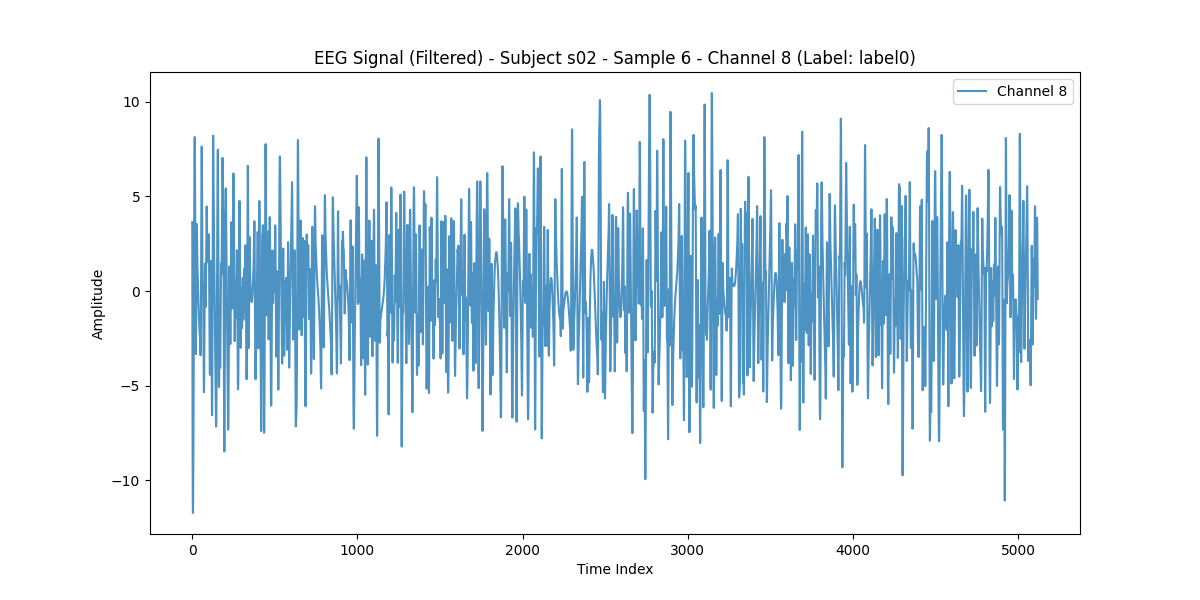 EEG Signal (Filtered) - Subject s02 - Sample 6 - Channel 8 (Label: label0)
Channel 8
10
5
0
−5
−10
Amplitude
0 1000 2000 3000 4000 5000
Time Index